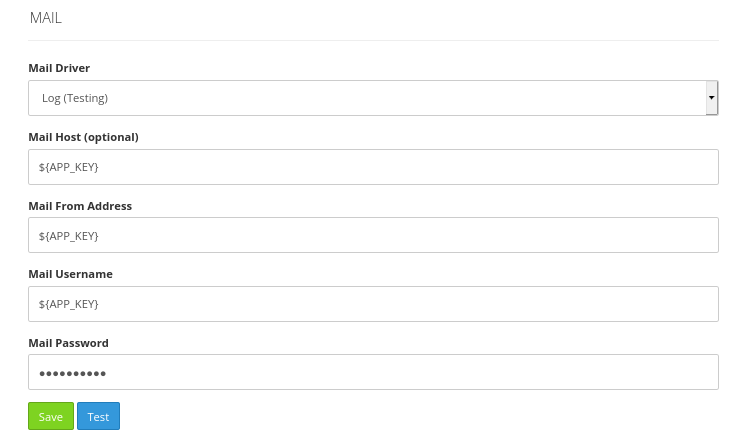 MAIL
Mail Driver
Log (Testing)
Mail Host (optional)
${APP_KEY}
Mail From Address
${APP_KEY}
Mail Username
${APP_KEY}
Mail Password
●●●●●●●●●●
Save Test